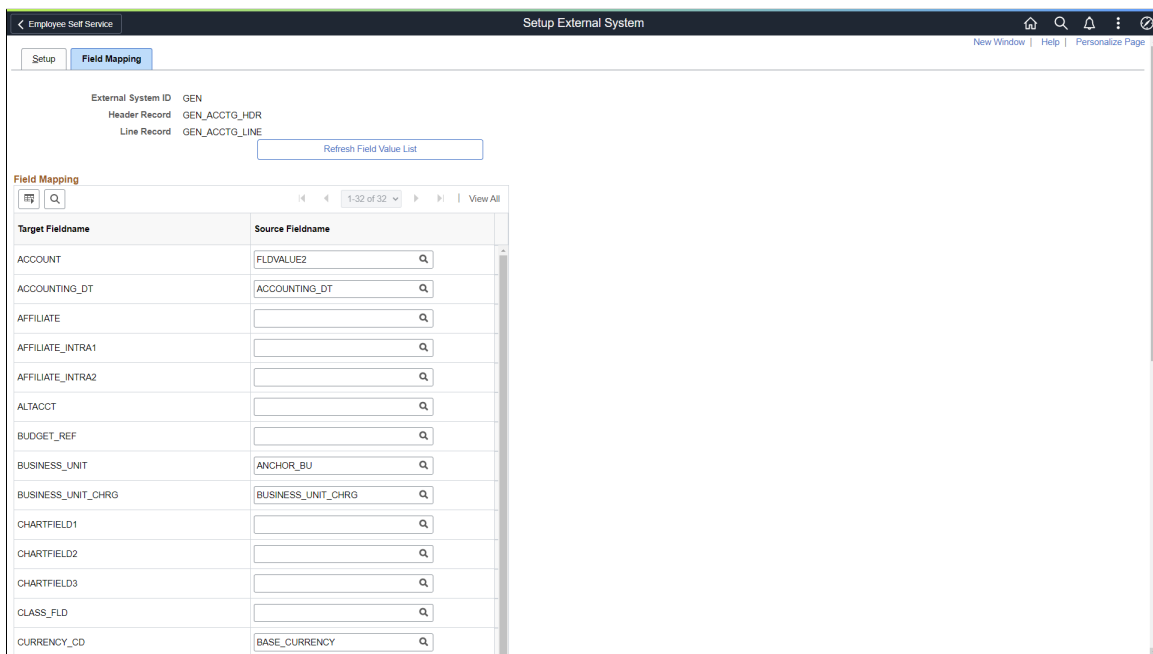 Employee Self Service
Setup External System
New Window | Help | Personalize Page
Setup
Field Mapping
External System ID GEN
Header Record GEN_ACCTG_HDR
Line Record GEN_ACCTG_LINE
Refresh Field Value List
Field Mapping
1-32 of 32
| View All
Target Fieldname Source Fieldname
ACCOUNT FLDVALUE2
ACCOUNTING_DT ACCOUNTING_DT
AFFILIATE
AFFILIATE_INTRA1
AFFILIATE_INTRA2
ALTACCT
BUDGET_REF
BUSINESS_UNIT ANCHOR_BU
BUSINESS_UNIT_CHRG BUSINESS_UNIT_CHRG
CHARTFIELD1
CHARTFIELD2
CHARTFIELD3
CLASS_FLD
CURRENCY_CD BASE_CURRENCY